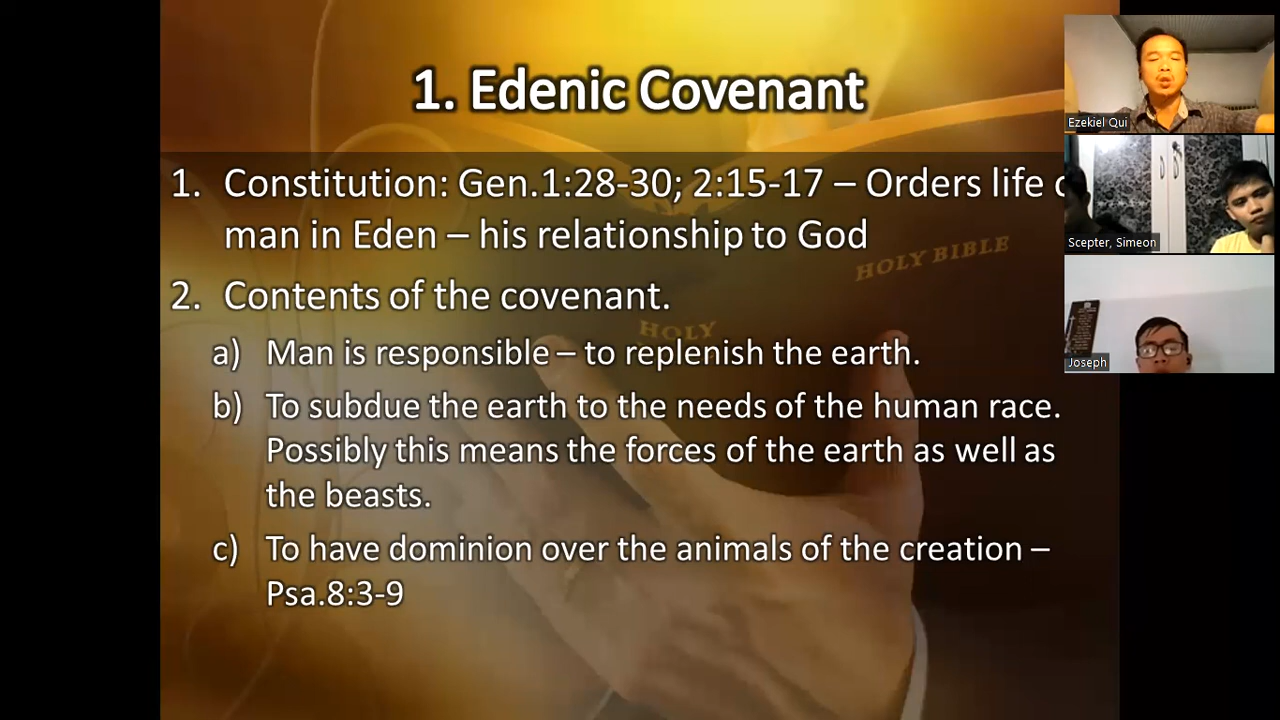 1. Edenic Covenant
1. Constitution: Gen.1:28-30; 2:15-17 – Orders life
man in Eden – his relationship to God
2. Contents of the covenant.
a) Man is responsible – to replenish the earth.
b) To subdue the earth to the needs of the human race.
Possibly this means the forces of the earth as well as
the beasts.
c) To have dominion over the animals of the creation –
Psa.8:3-9
HOLY BIBLE
HOLY
Ezekiel Qui
Scepter, Simeon
Joseph